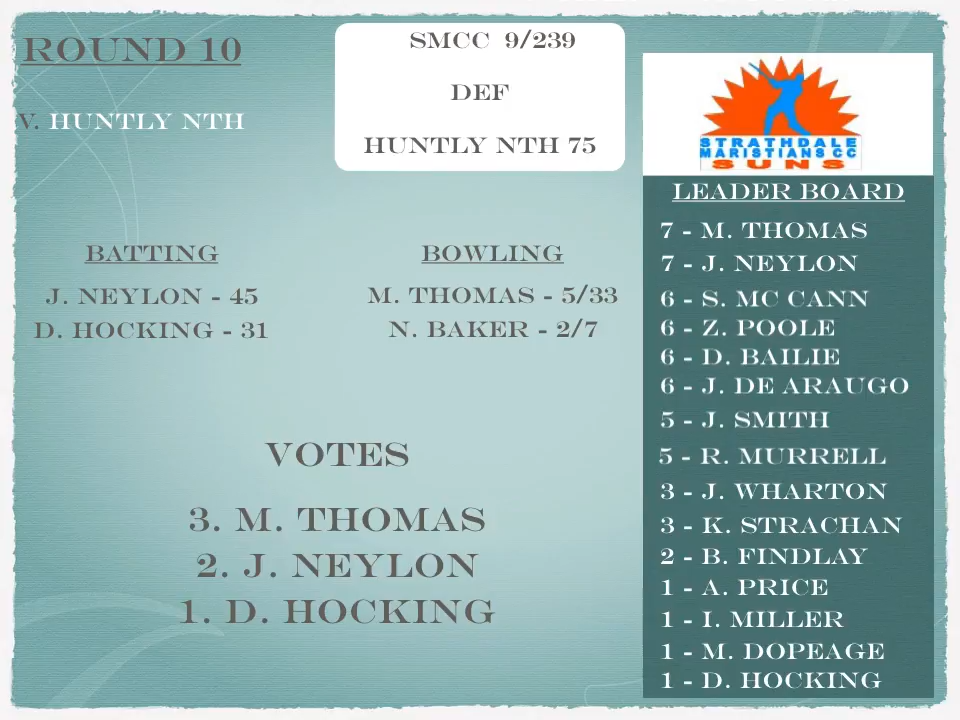 ROUND 10
V. HUNTLY NTH
SMCC 9/239
DEF
HUNTLY NTH 75
STRATHDALE
MARISTIANS CC
SUNS
BATTING
J. NEYLON - 45
D. HOCKING - 31
BOWLING
M. THOMAS - 5/33
N. BAKER - 2/7
VOTES
3. M. THOMAS
2. J. NEYLON
1. D. HOCKING
LEADER BOARD
7 - M. THOMAS
7 - J. NEYLON
6 - S. MC CANN
6 - Z. POOLE
6 - D. BAILIE
6 - J. DE ARAUGO
5 - J. SMITH
5 - R. MURRELL
3 - J. WHARTON
3 - K. STRACHAN
2 - B. FINDLAY
1 - A. PRICE
1 - I. MILLER
1 - M. DOPEAGE
1 - D. HOCKING